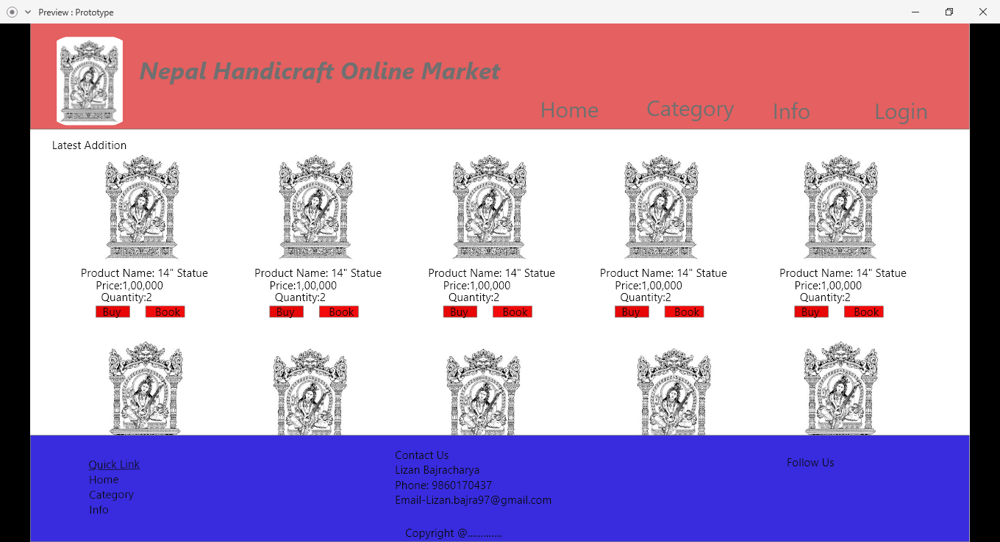 Preview : Prototype
Nepal Handicraft Online Market
Home Category Info Login
Latest Addition
Product Name: 14" Statue Product Name: 14" Statue Product Name: 14" Statue Product Name: 14" Statue Product Name: 14" Statue
Price:1,00,000 Price:1,00,000 Price:1,00,000 Price:1,00,000 Price:1,00,000
Quantity:2 Quantity:2 Quantity:2 Quantity:2 Quantity:2
Buy Book Buy Book Buy Book Buy Book Buy Book
Quick Link
Home
Category
Info
Contact Us
Lizan Bajracharya
Phone: 9860170437
Email-Lizan.bajra97@gmail.com
Copyright @.............
Follow Us